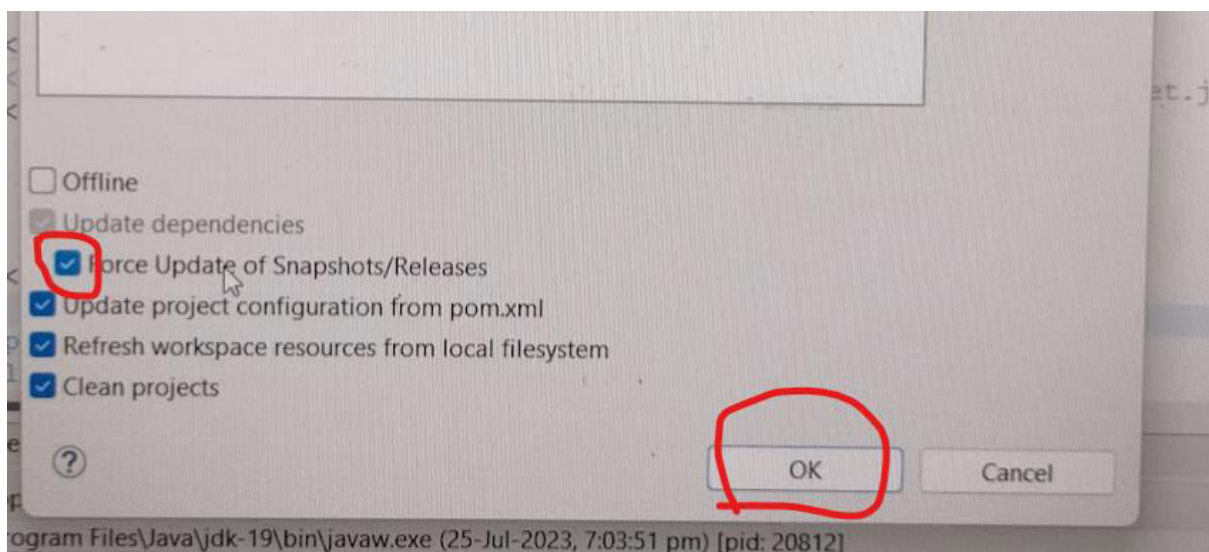 et.j
Offline
Update dependencies
Force Update of Snapshots/Releases
Update project configuration from pom.xml
Refresh workspace resources from local filesystem
Clean projects
?
OK Cancel
rogram Files\Java\jdk-19\bin\javaw.exe (25-Jul-2023, 7:03:51 pm) [pid: 20812]